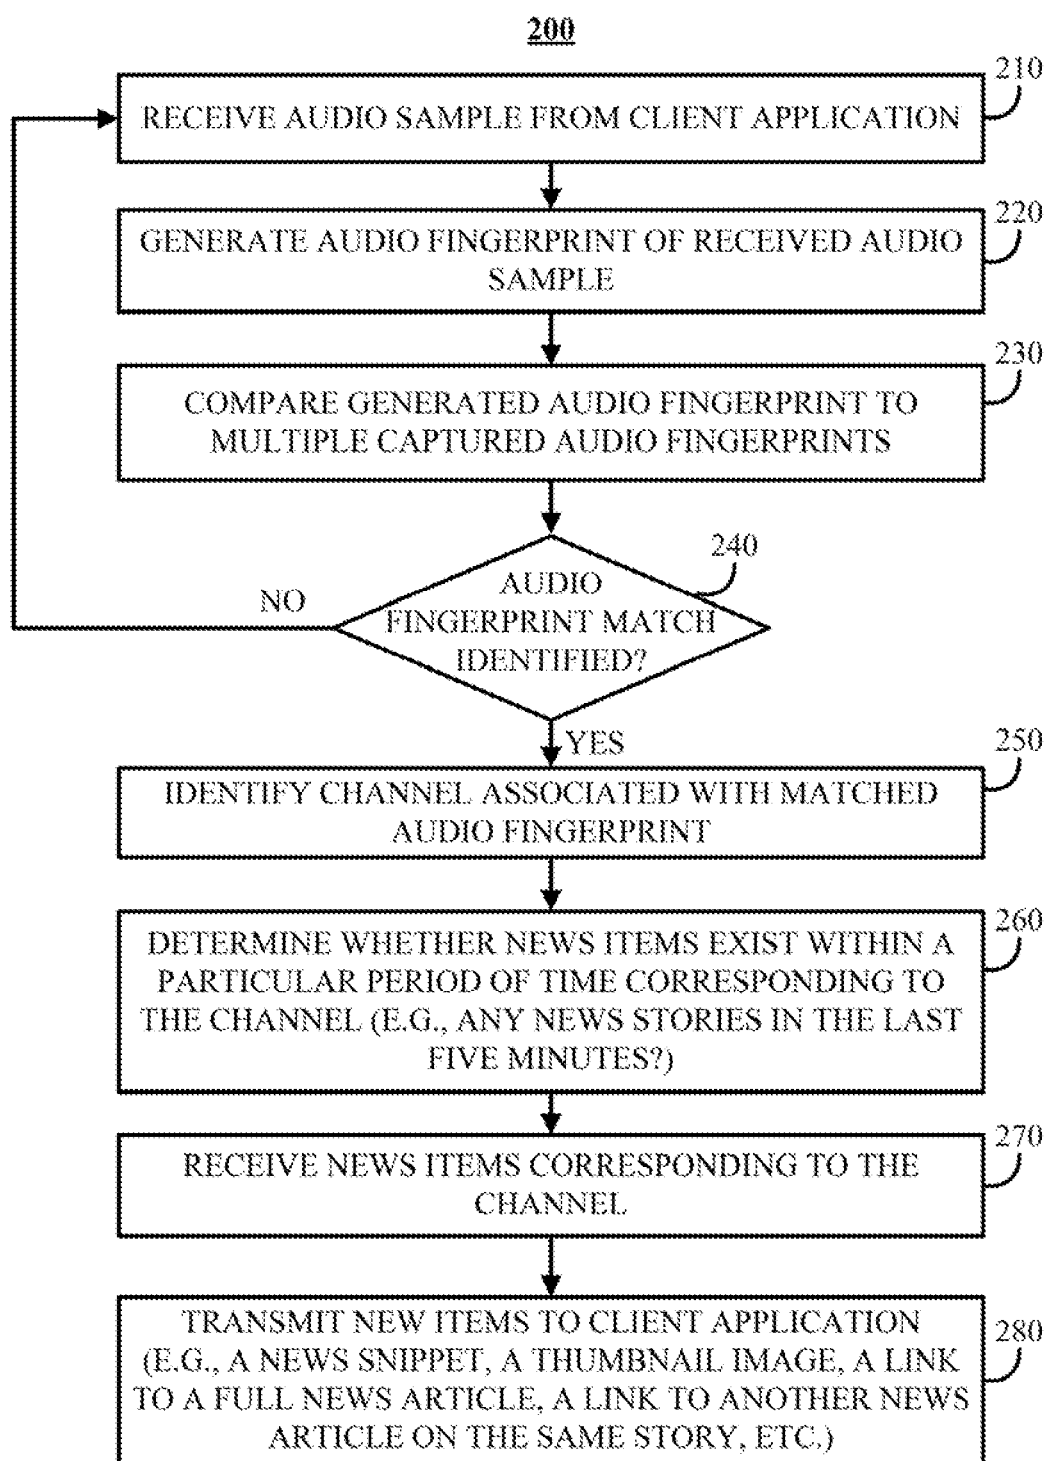 200
210
RECEIVE AUDIO SAMPLE FROM CLIENT APPLICATION
220
GENERATE AUDIO FINGERPRINT OF RECEIVED AUDIO
SAMPLE
230
COMPARE GENERATED AUDIO FINGERPRINT TO
MULTIPLE CAPTURED AUDIO FINGERPRINTS
240
AUDIO
FINGERPRINT MATCH
IDENTIFIED?
NO
YES
250
IDENTIFY CHANNEL ASSOCIATED WITH MATCHED
AUDIO FINGERPRINT
260
DETERMINE WHETHER NEWS ITEMS EXIST WITHIN A
PARTICULAR PERIOD OF TIME CORRESPONDING TO
THE CHANNEL (E.G., ANY NEWS STORIES IN THE LAST
FIVE MINUTES?)
270
RECEIVE NEWS ITEMS CORRESPONDING TO THE
CHANNEL
280
TRANSMIT NEW ITEMS TO CLIENT APPLICATION
(E.G., A NEWS SNIPPET, A THUMBNAIL IMAGE, A LINK
TO A FULL NEWS ARTICLE, A LINK TO ANOTHER NEWS
ARTICLE ON THE SAME STORY, ETC.)